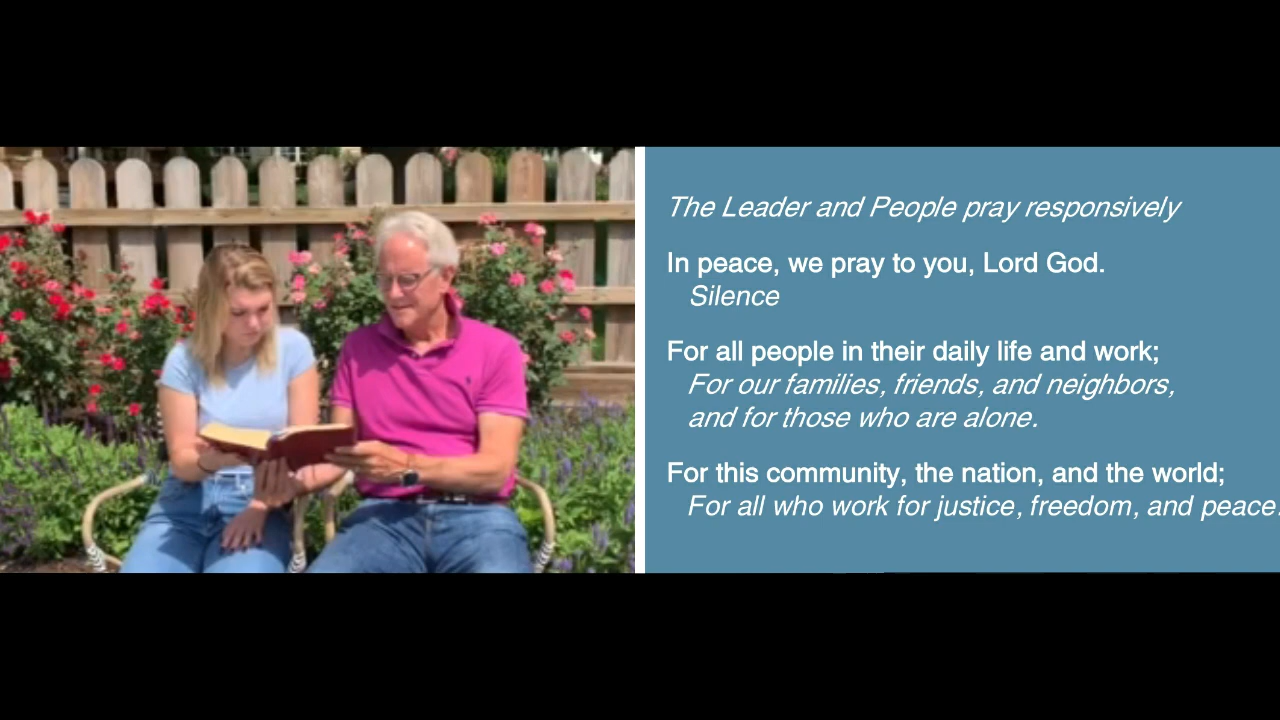 The Leader and People pray responsively
In peace, we pray to you, Lord God.
Silence
For all people in their daily life and work;
For our families, friends, and neighbors,
and for those who are alone.
For this community, the nation, and the world;
For all who work for justice, freedom, and peace.